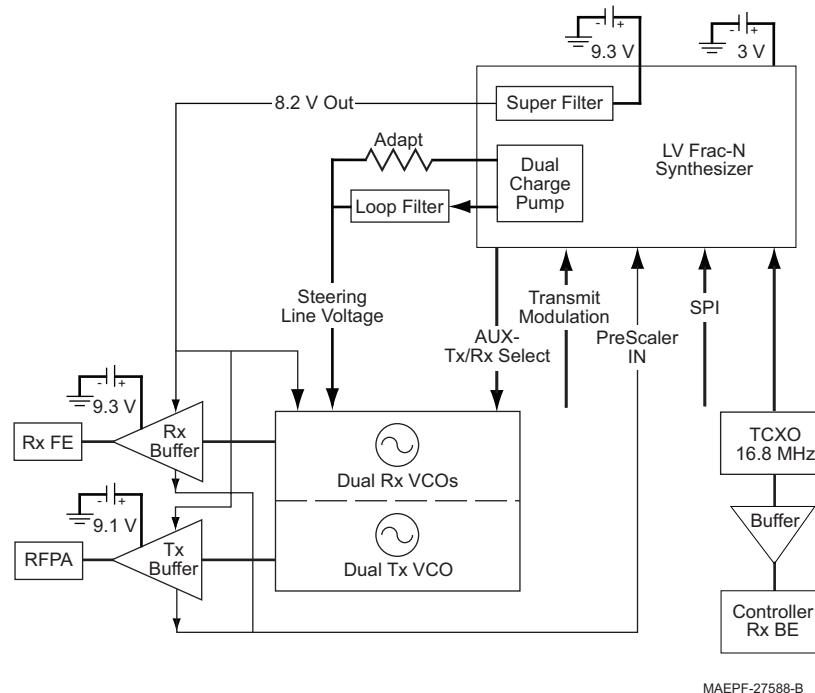 - +
9.3 V
- +
3 V
8.2 V Out
Super Filter
LV Frac-N
Synthesizer
Adapt
Dual
Charge
Pump
Loop Filter
Steering
Line Voltage
AUX-
Tx/Rx Select
Transmit
Modulation
PreScaler
IN
SPI
- +
9.3 V
Rx FE
Rx
Buffer
Dual Rx VCOs
TCXO
16.8 MHz
- +
9.1 V
RFPA
Tx
Buffer
Dual Tx VCO
Buffer
Controller
Rx BE
MAEPF-27588-B